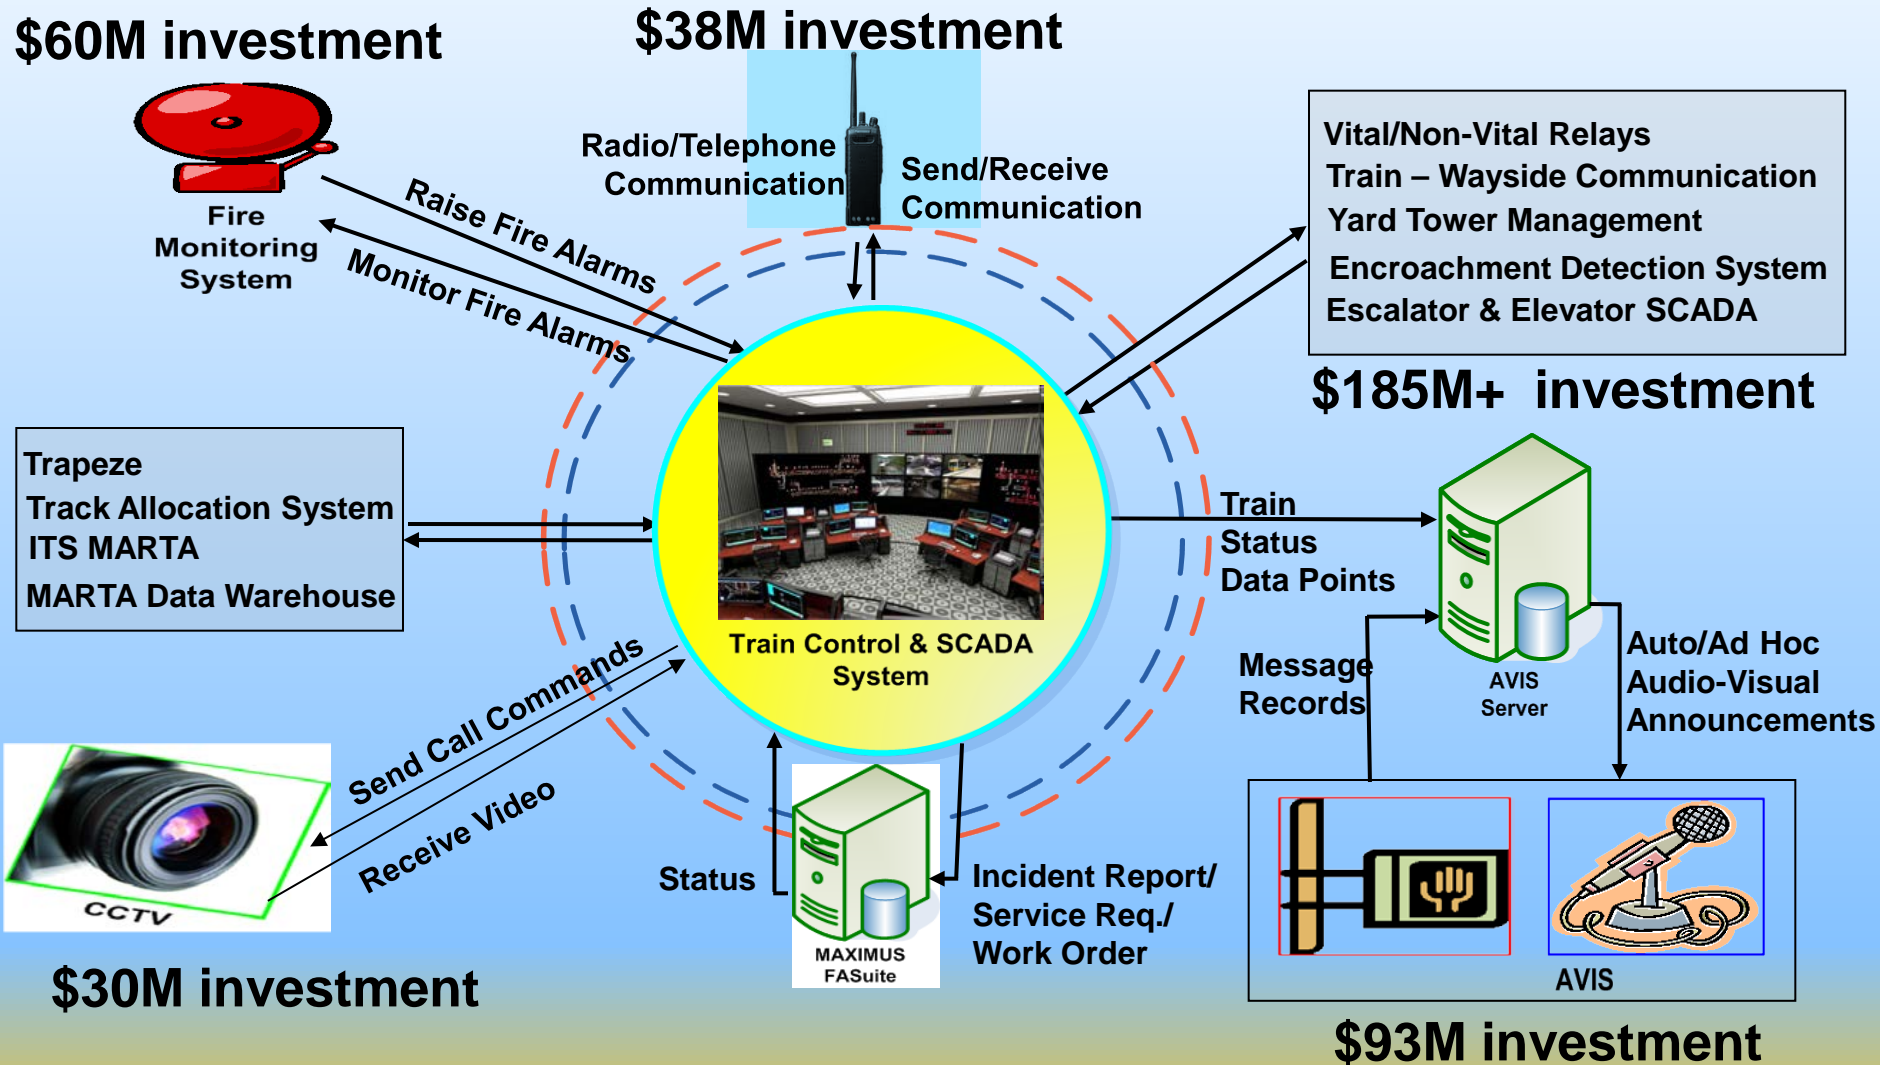 $60M investment
$38M investment
Fire
Monitoring
System
Raise Fire Alarms
Monitor Fire Alarms
Radio/Telephone
Communication
Send/Receive
Communication
Vital/Non-Vital Relays
Train – Wayside Communication
Yard Tower Management
Encroachment Detection System
Escalator & Elevator SCADA
$185M+ investment
Trapeze
Track Allocation System
ITS MARTA
MARTA Data Warehouse
Train Control & SCADA
System
Train
Status
Data Points
AVIS
Server
Message
Records
Auto/Ad Hoc
Audio-Visual
Announcements
Send Call Commands
Receive Video
CCTV
$30M investment
Status
MAXIMUS
FASuite
Incident Report/
Service Req./
Work Order
AVIS
$93M investment